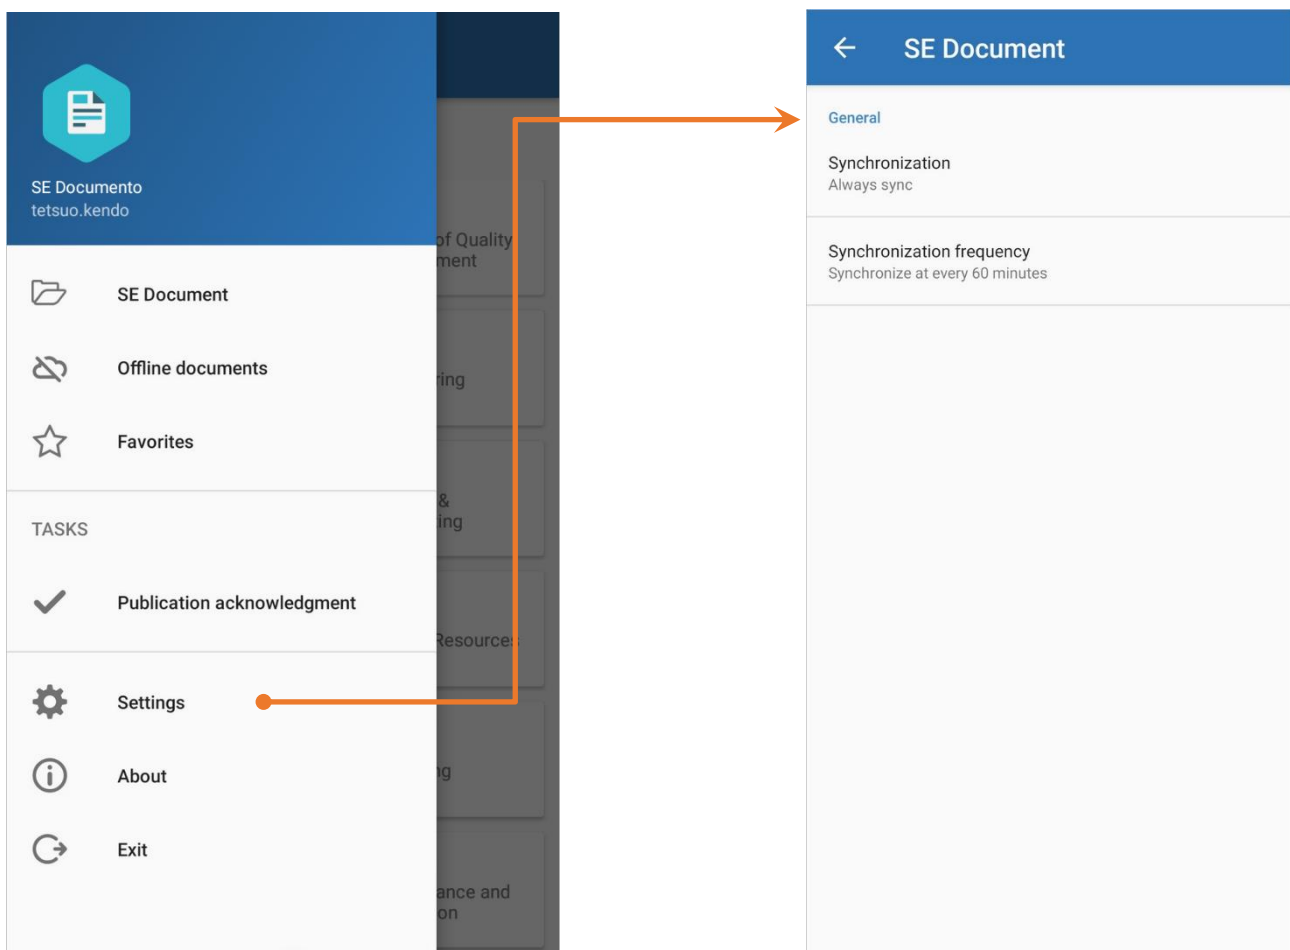 SE Documento
tetsuo.kendo
SE Document
Offline documents
Favorites
TASKS
Publication acknowledgment
Settings
About
Exit
of Quality
ment
ring
&
ing
Resources
ng
ance and
on
SE Document
General
Synchronization
Always sync
Synchronization frequency
Synchronize at every 60 minutes